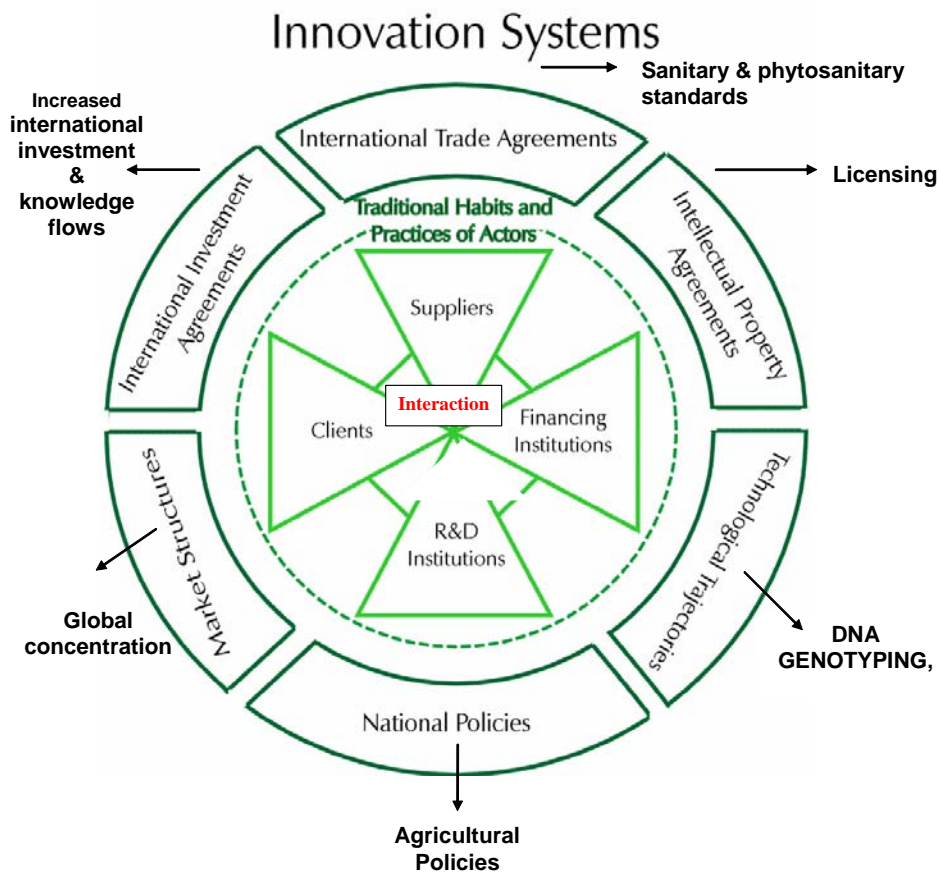 Innovation Systems
Sanitary & phytosanitary
standards
Increased
international
investment
&
knowledge
flows
International Trade Agreements
Licensing
International Investment
Agreements
Traditional Habits and
Practices of Actors
Intellectual Property
Agreements
Suppliers
Interaction
Clients
Financing
Institutions
R&D
Institutions
Market Structures
Technological Trajectories
Global
concentration
DNA
GENOTYPING,
National Policies
Agricultural
Policies